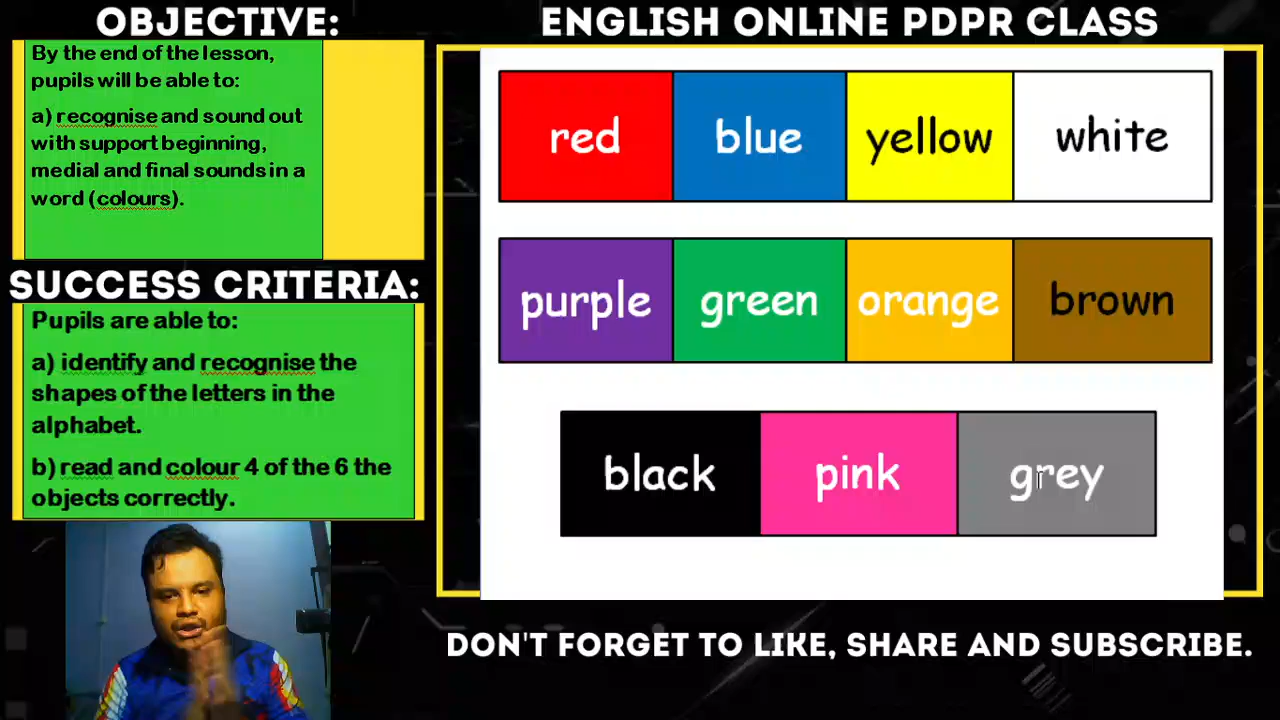 OBJECTIVE:
By the end of the lesson,
pupils will be able to:
a) recognise and sound out
with support beginning,
medial and final sounds in a
word (colours).
SUCCESS CRITERIA:
Pupils are able to:
a) identify and recognise the
shapes of the letters in the
alphabet.
b) read and colour 4 of the 6 the
objects correctly.
ENGLISH ONLINE PDPR CLASS
red blue yellow white
purple green orange brown
black pink grey
DON'T FORGET TO LIKE, SHARE AND SUBSCRIBE.